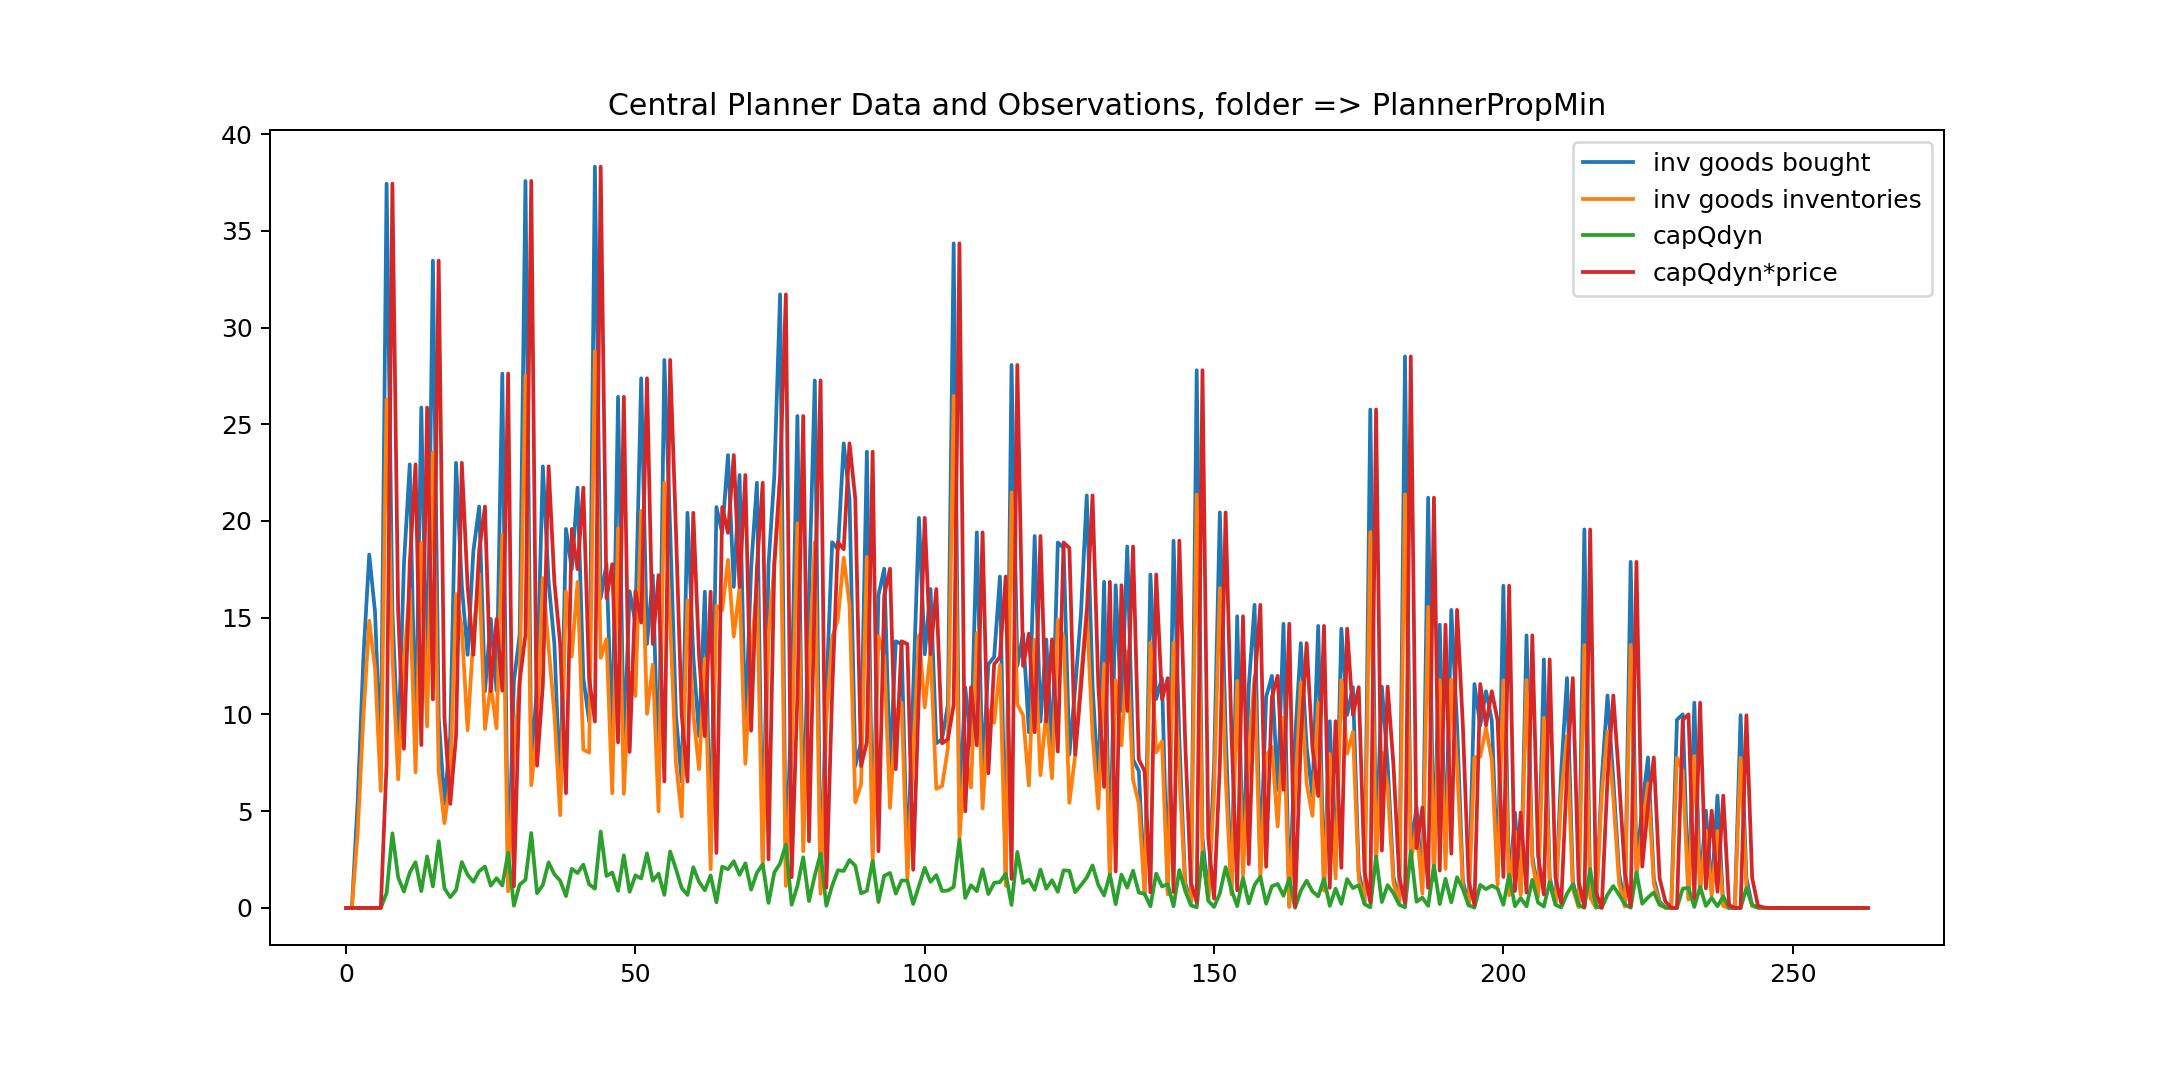 Central Planner Data and Observations, folder => PlannerPropMin
40
35
30
25
20
15
10
5
0
inv goods bought
inv goods inventories
capQdyn
capQdyn*price
0 50 100 150 200 250